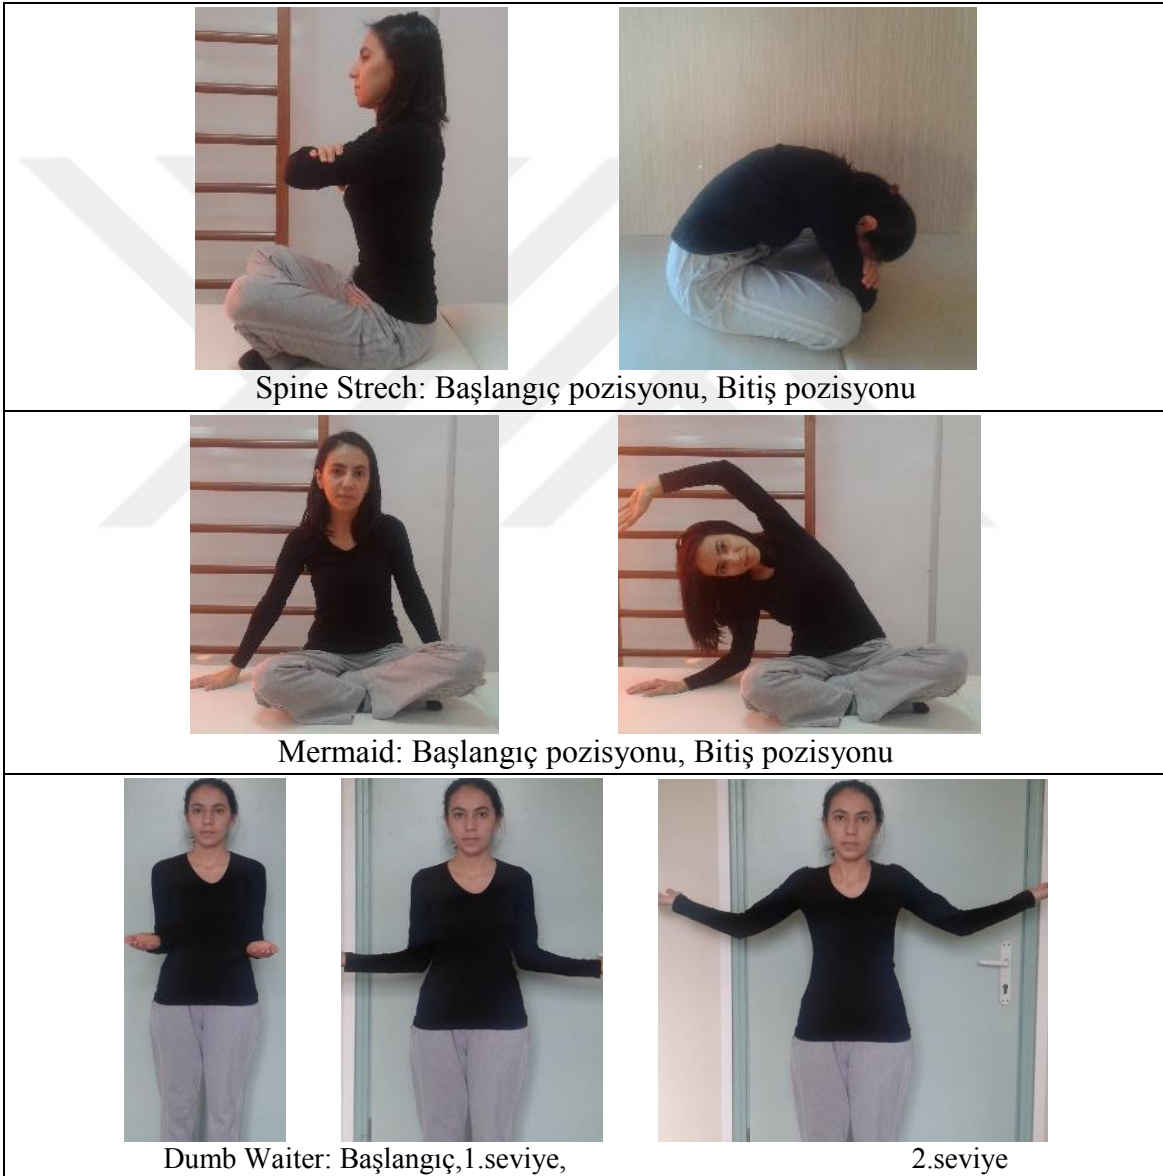 Spine Strech: Başlangıç pozisyonu, Bitiş pozisyonu
Mermaid: Başlangıç pozisyonu, Bitiş pozisyonu
Dumb Waiter: Başlangıç,1.seviye, 2.seviye